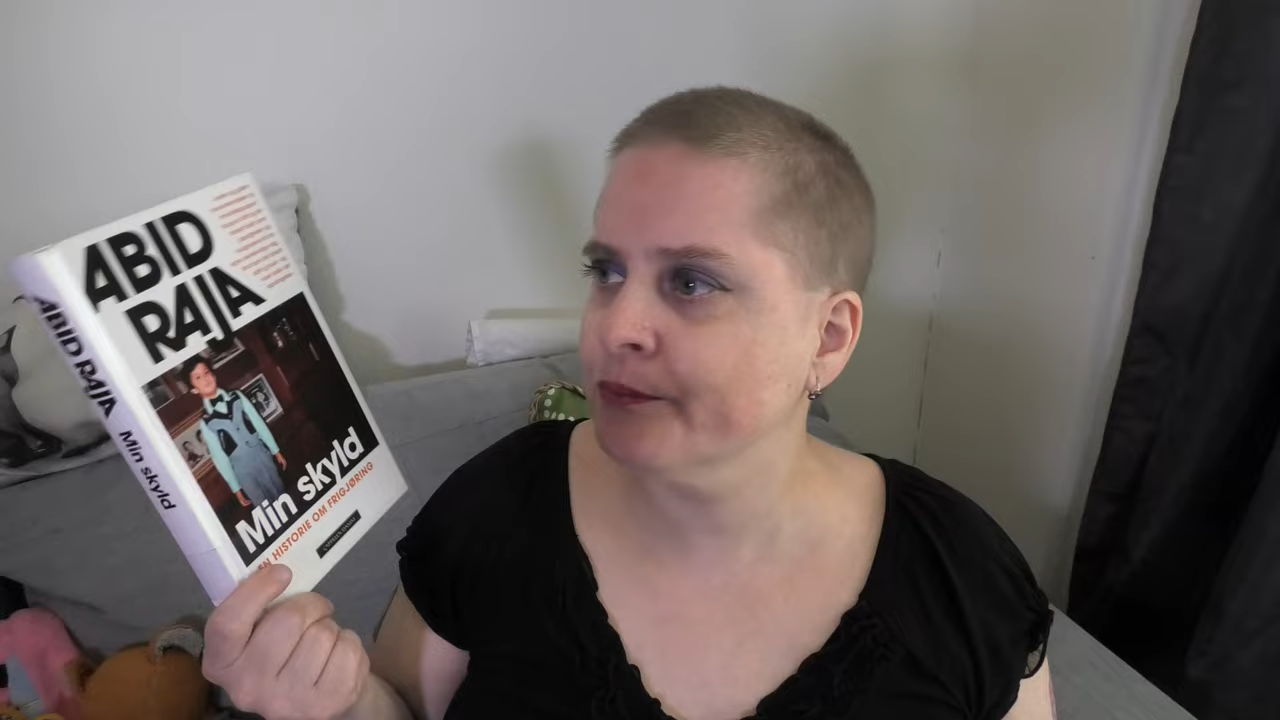 ABID
RAJA
Min skyld
EN HISTORIE OM FRIGJØRING
ABID RAJA Min skyld